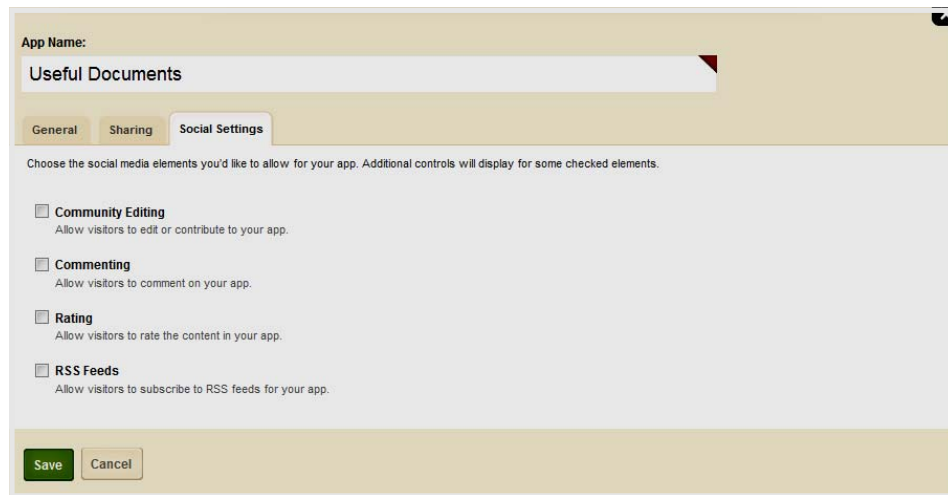 App Name:
Useful Documents
General Sharing Social Settings
Choose the social media elements you'd like to allow for your app. Additional controls will display for some checked elements.
Community Editing
Allow visitors to edit or contribute to your app.
Commenting
Allow visitors to comment on your app.
Rating
Allow visitors to rate the content in your app.
RSS Feeds
Allow visitors to subscribe to RSS feeds for your app.
Save Cancel